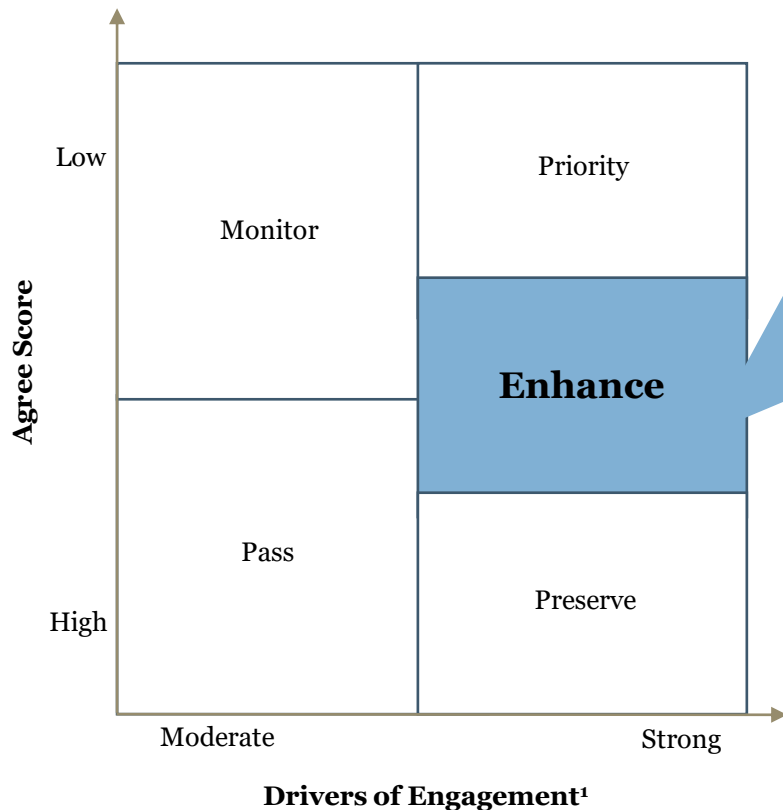 Low
Priority
Monitor
Agree Score
Enhance
Pass
Preserve
High
Moderate
Strong
Drivers of Engagement¹